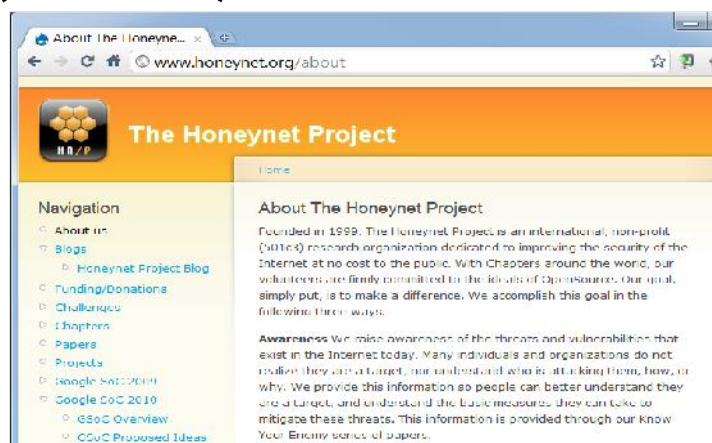 About The Honeyne...
www.honeynet.org/about
HN/P
The Honeynet Project
Home
Navigation
About us
Blogs
Honeynet Project Blog
Funding/Donations
Challenges
Chapters
Papers
Projects
Google SoC 2009
Google SoC 2010
GSoC Overview
GSoC Proposed Ideas
About The Honeynet Project
Founded in 1999, The Honeynet Project is an international, non-profit
(501c3) research organization dedicated to improving the security of the
Internet at no cost to the public. With Chapters around the world, our
volunteers are firmly committed to the ideals of OpenSource. Our goal,
simply put, is to make a difference. We accomplish this goal in the
following three ways.
Awareness We raise awareness of the threats and vulnerabilities that
exist in the Internet today. Many individuals and organizations do not
realize they are a target, nor understand who is attacking them, how, or
why. We provide this information so people can better understand they
are a target, and understand the basic measures they can take to
mitigate these threats. This information is provided through our Know
Your Enemy series of papers.